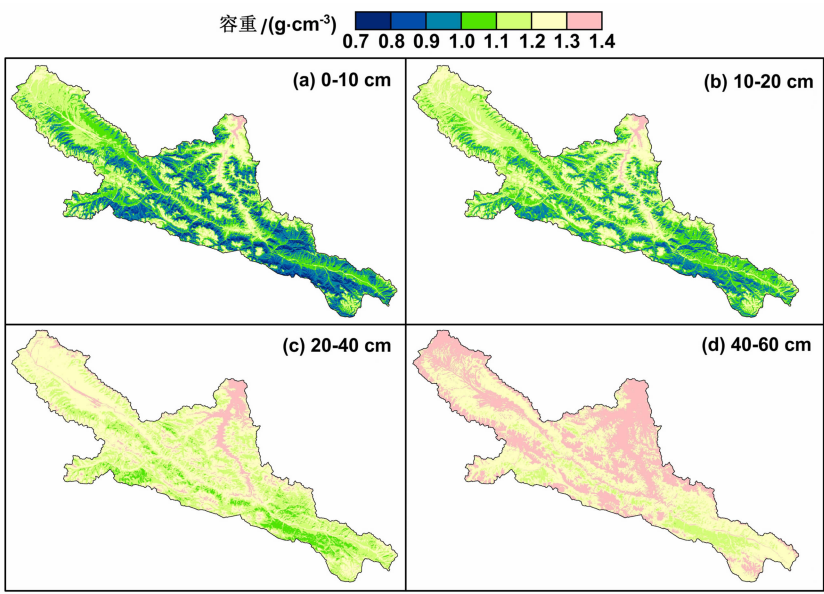 容重/(g·cm⁻³)
0.7 0.8 0.9 1.0 1.1 1.2 1.3 1.4
(a) 0-10 cm
(b) 10-20 cm
(c) 20-40 cm
(d) 40-60 cm